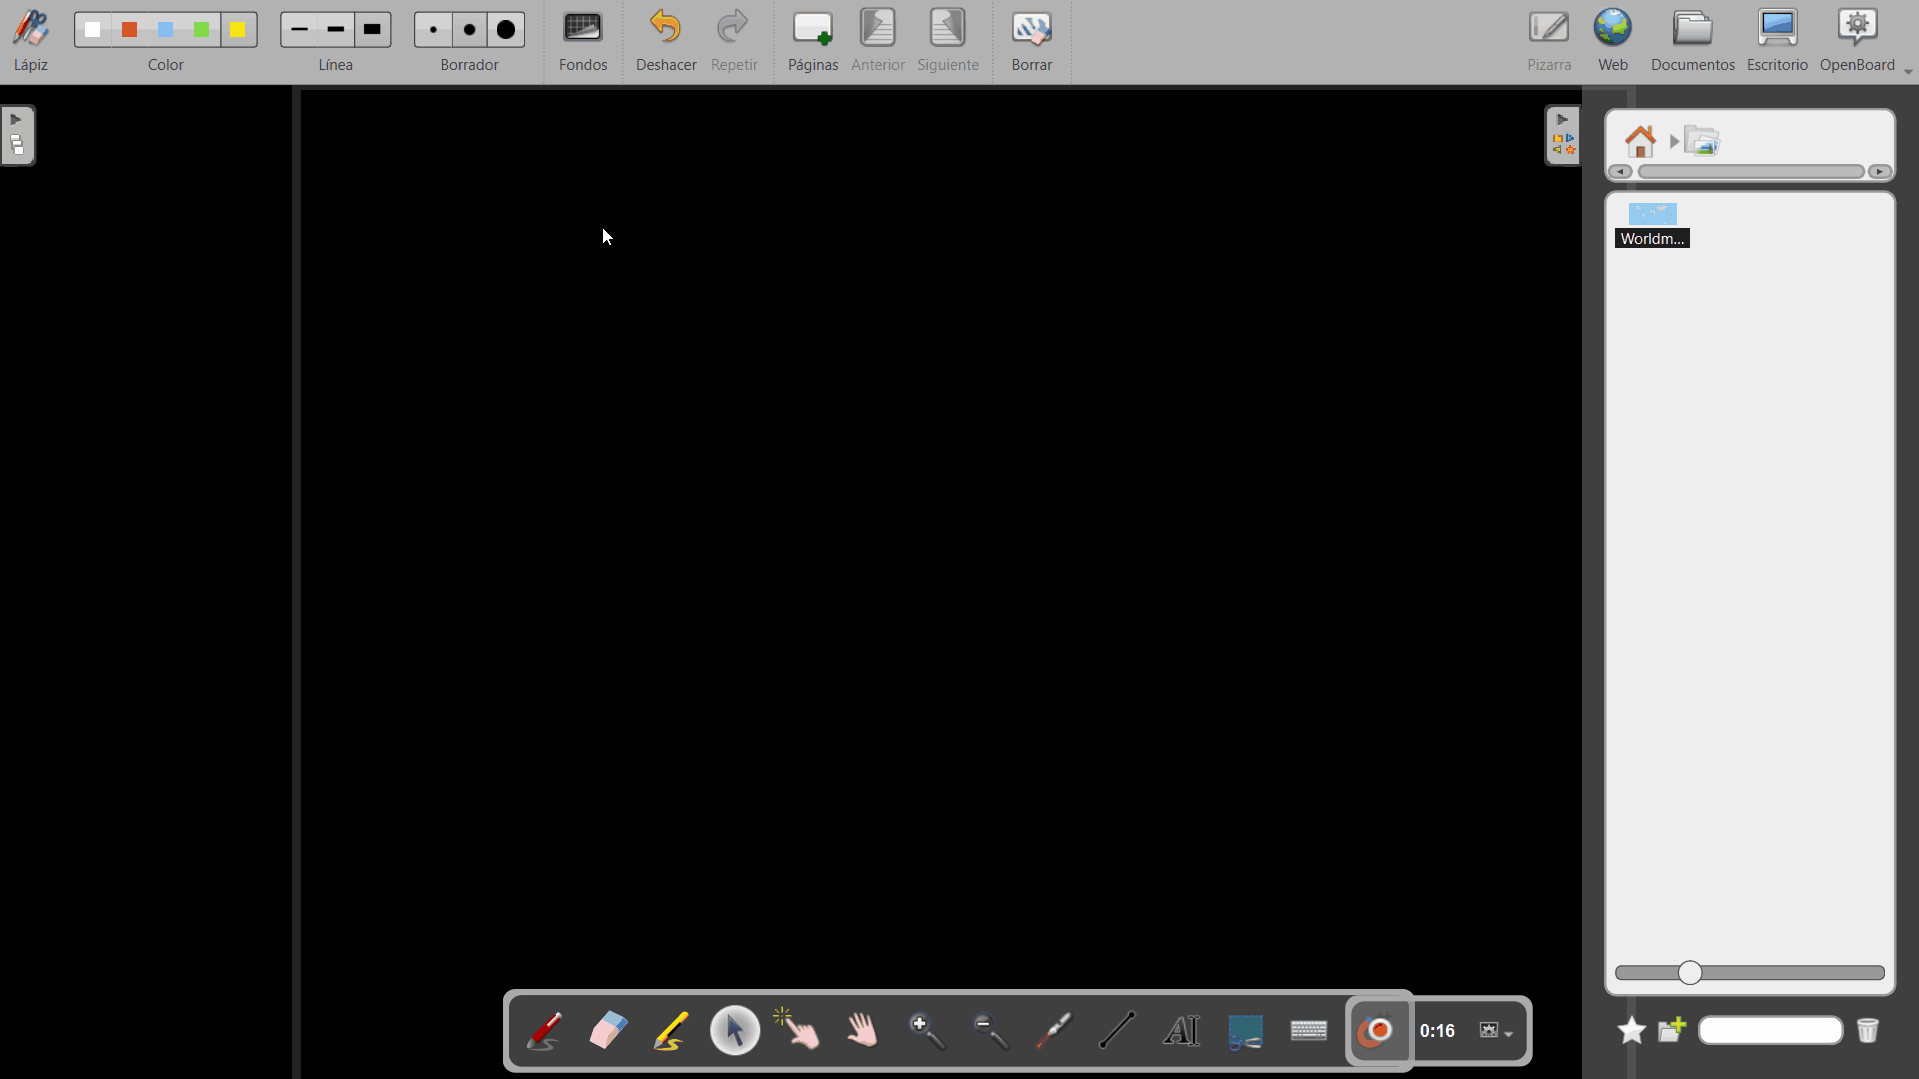 Lápiz
Color
Línea
Borrador
Fondos
Deshacer
Repetir
Páginas
Anterior
Siguiente
Borrar
Pizarra
Web
Documentos
Escritorio
OpenBoard
Worldm...
AI
0:16